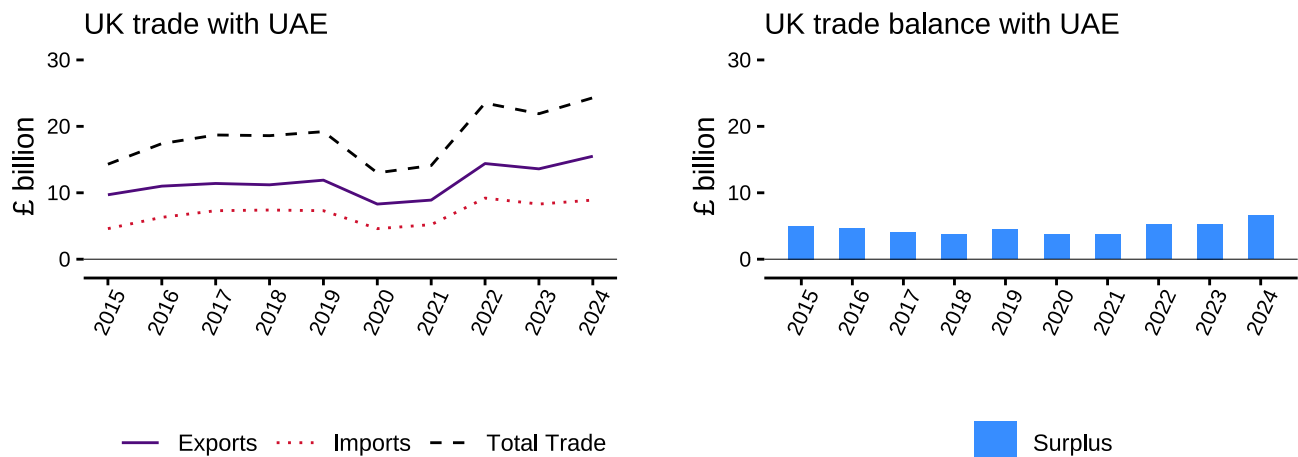 UK trade with UAE
£ billion
30
20
10
0
2015 2016 2017 2018 2019 2020 2021 2022 2023 2024
Exports Imports Total Trade
UK trade balance with UAE
£ billion
30
20
10
0
2015 2016 2017 2018 2019 2020 2021 2022 2023 2024
Surplus